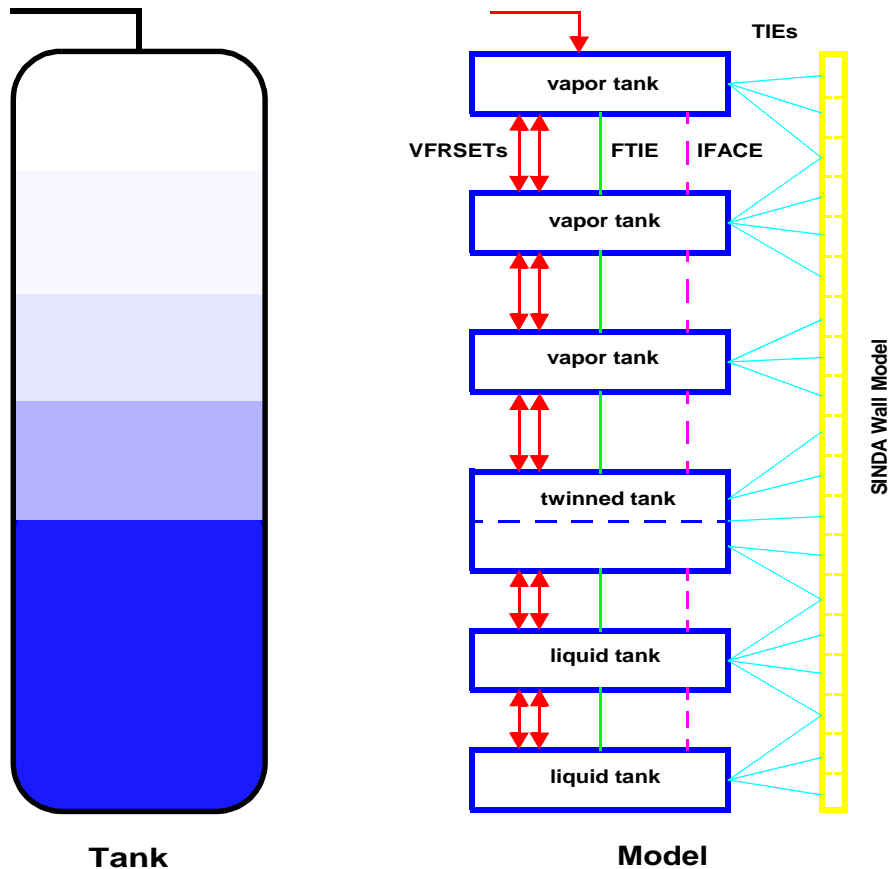 TIEs
vapor tank
VFRSETs
FTIE
IFACE
vapor tank
vapor tank
SINDA Wall Model
twinned tank
liquid tank
liquid tank
Tank
Model